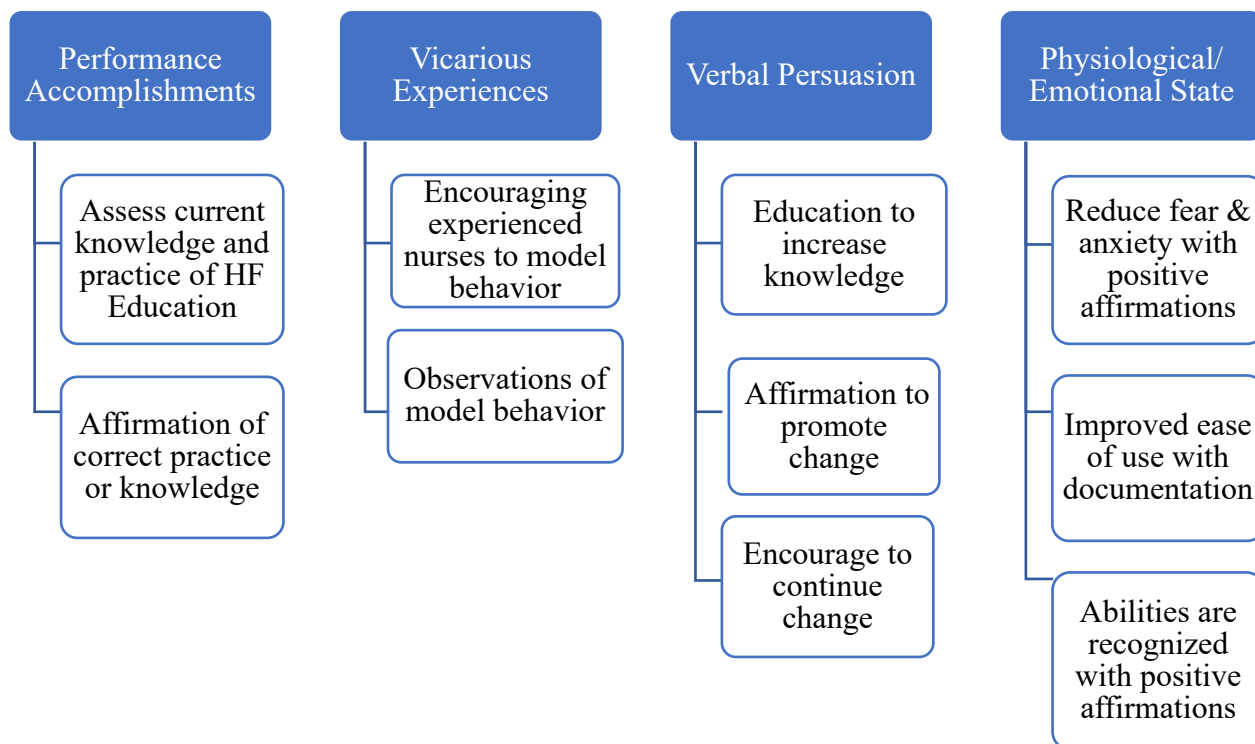 Performance
Accomplishments
Assess current
knowledge and
practice of HF
Education
Affirmation of
correct practice
or knowledge
Vicarious
Experiences
Encouraging
experienced
nurses to model
behavior
Observations of
model behavior
Verbal Persuasion
Education to
increase
knowledge
Affirmation to
promote
change
Encourage to
continue
change
Physiological/
Emotional State
Reduce fear &
anxiety with
positive
affirmations
Improved ease
of use with
documentation
Abilities are
recognized
with positive
affirmations